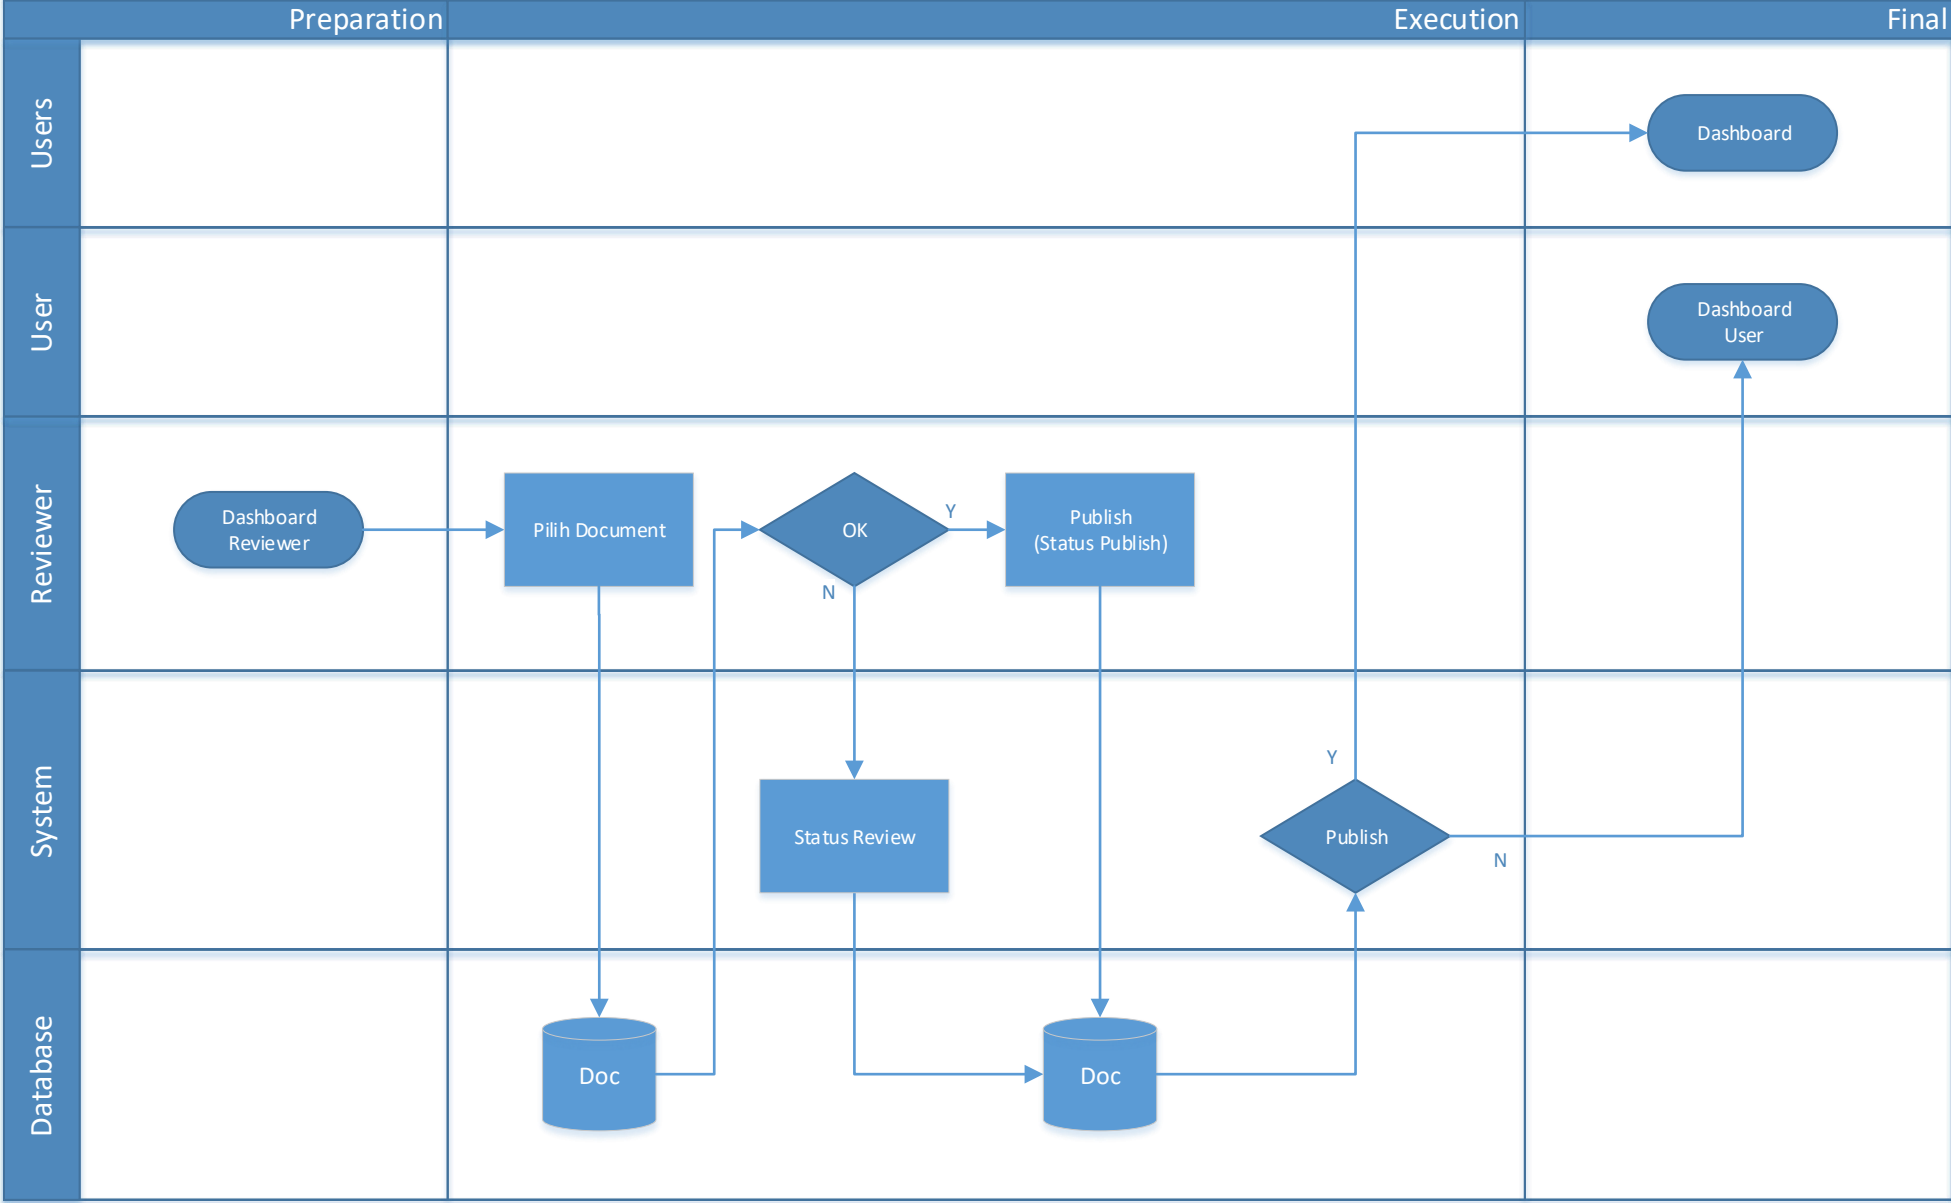 Preparation
Execution
Final
Users
Dashboard
User
Dashboard
User
Reviewer
Dashboard
Reviewer
Pilih Document
OK
Y
N
Publish
(Status Publish)
System
Status Review
Y
Publish
N
Database
Doc
Doc